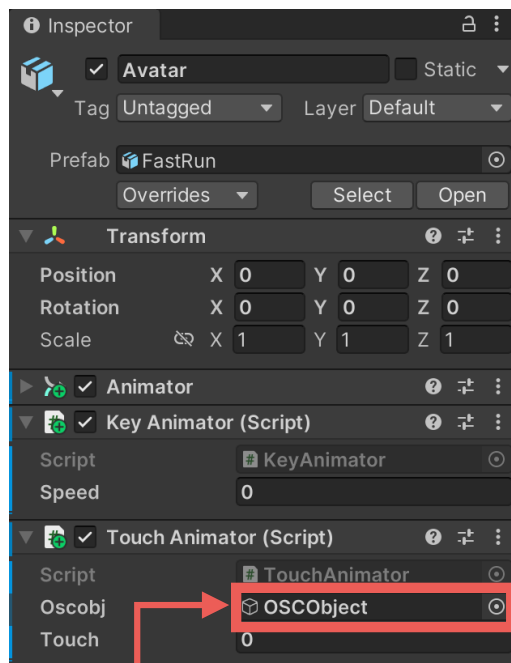 Inspector
Avatar Static
Tag Untagged Layer Default
Prefab FastRun
Overrides Select Open
Transform
Position X 0 Y 0 Z 0
Rotation X 0 Y 0 Z 0
Scale X 1 Y 1 Z 1
Animator
Key Animator (Script)
Script # KeyAnimator
Speed 0
Touch Animator (Script)
Script # TouchAnimator
Oscobj OSCObject
Touch 0